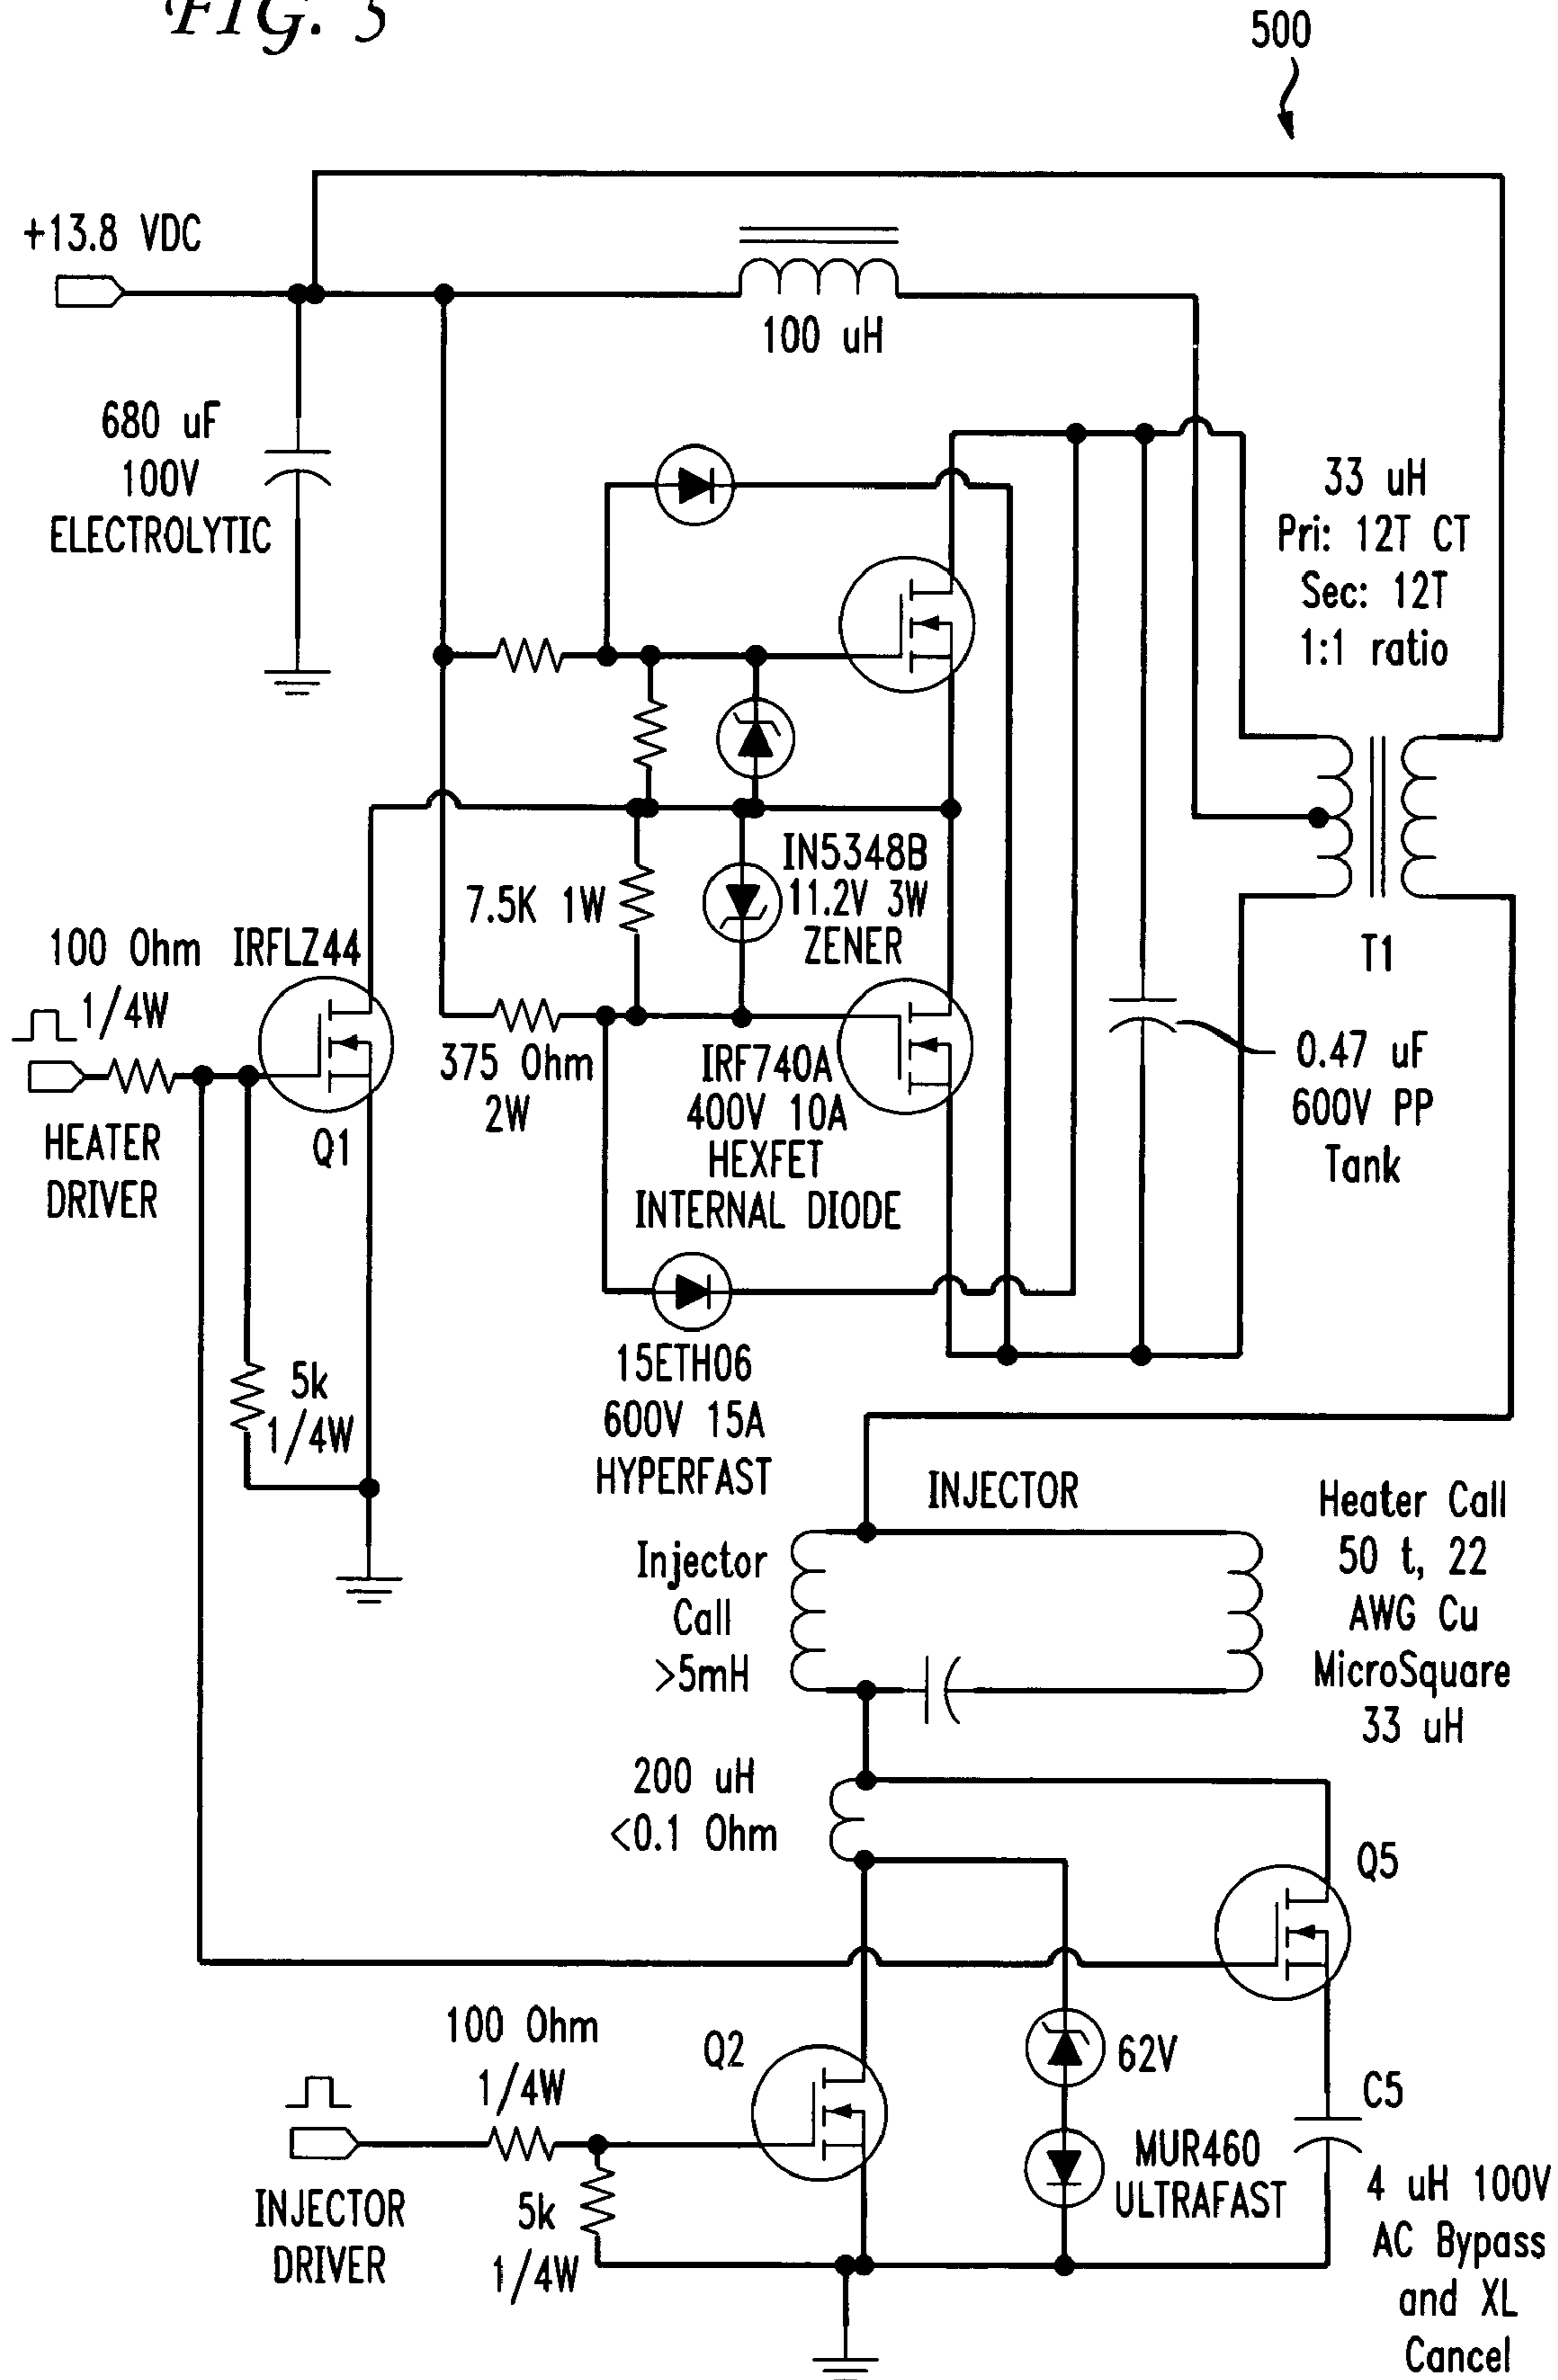 FIG. 5
500
+13.8 VDC
100 uH
680 uF
100V
ELECTROLYTIC
33 uH
Pri: 12T CT
Sec: 12T
1:1 ratio
T1
IN5348B
11.2V 3W
ZENER
7.5K 1W
100 Ohm
1/4W
IRFLZ44
HEATER
DRIVER
Q1
375 Ohm
2W
IRF740A
400V 10A
HEXFET
INTERNAL DIODE
0.47 uF
600V PP
Tank
5k
1/4W
15ETH06
600V 15A
HYPERFAST
INJECTOR
Injector
Call
>5mH
Heater Call
50 t, 22
AWG Cu
MicroSquare
33 uH
200 uH
<0.1 Ohm
Q5
100 Ohm
1/4W
Q2
62V
C5
INJECTOR
DRIVER
5k
1/4W
MUR460
ULTRAFAST
4 uH 100V
AC Bypass
and XL
Cancel